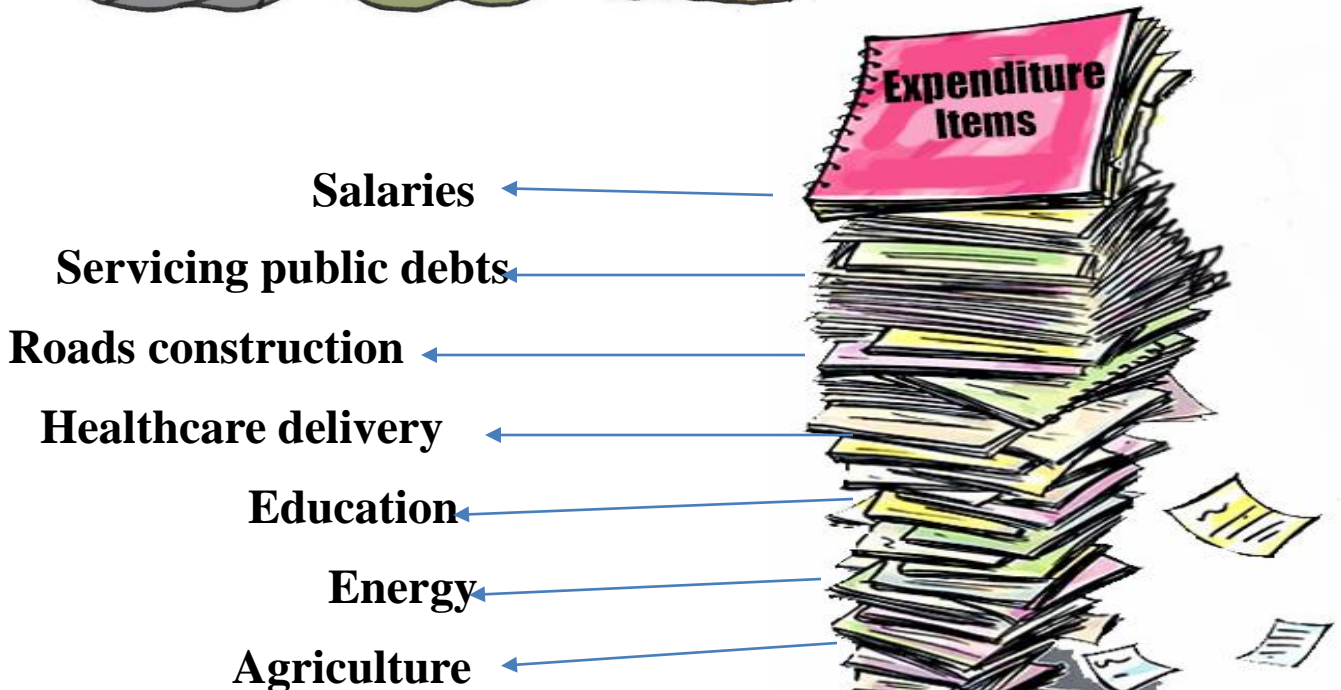 Expenditure
Items
Salaries
Servicing public debts
Roads construction
Healthcare delivery
Education
Energy
Agriculture